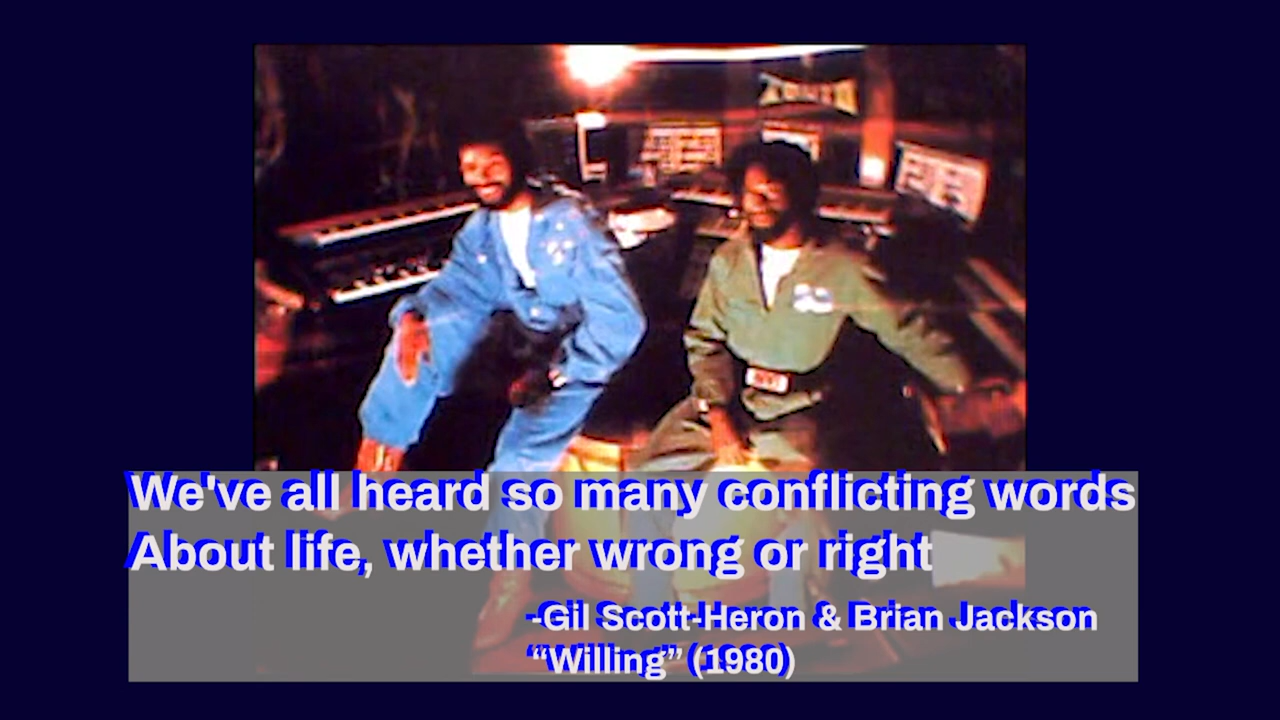 We've all heard so many conflicting words
About life, whether wrong or right
-Gil Scott-Heron & Brian Jackson
“Willing” (1980)